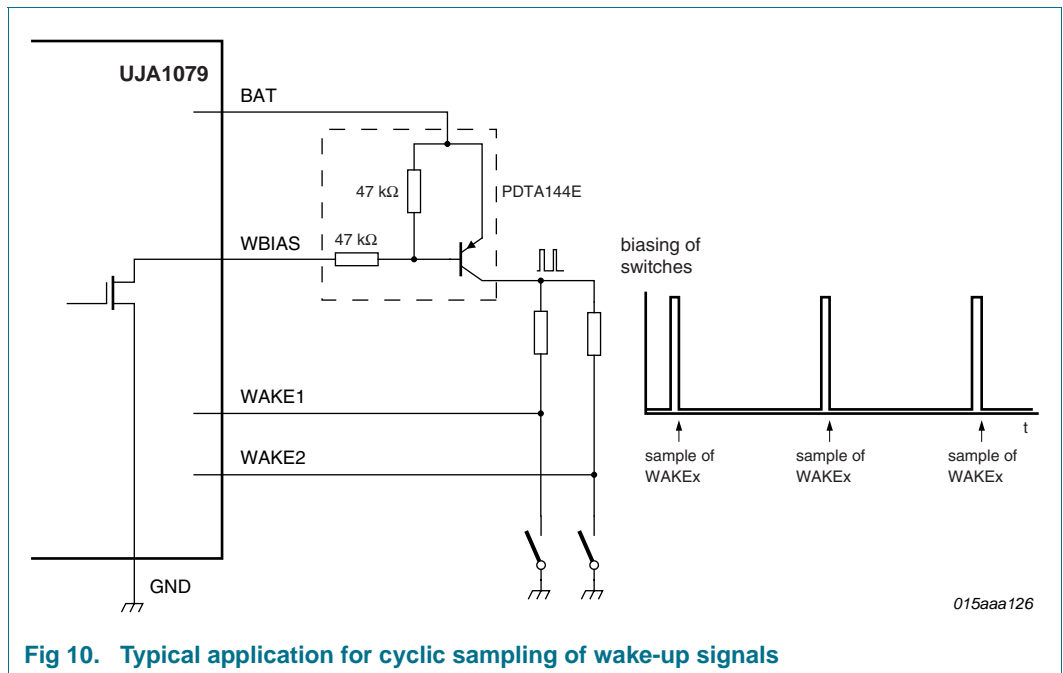 UJA1079
BAT
47 kΩ
PDTA144E
WBIAS
47 kΩ
biasing of
switches
WAKE1
WAKE2
t
sample of
WAKEx
sample of
WAKEx
sample of
WAKEx
GND
015aaa126
Fig 10. Typical application for cyclic sampling of wake-up signals